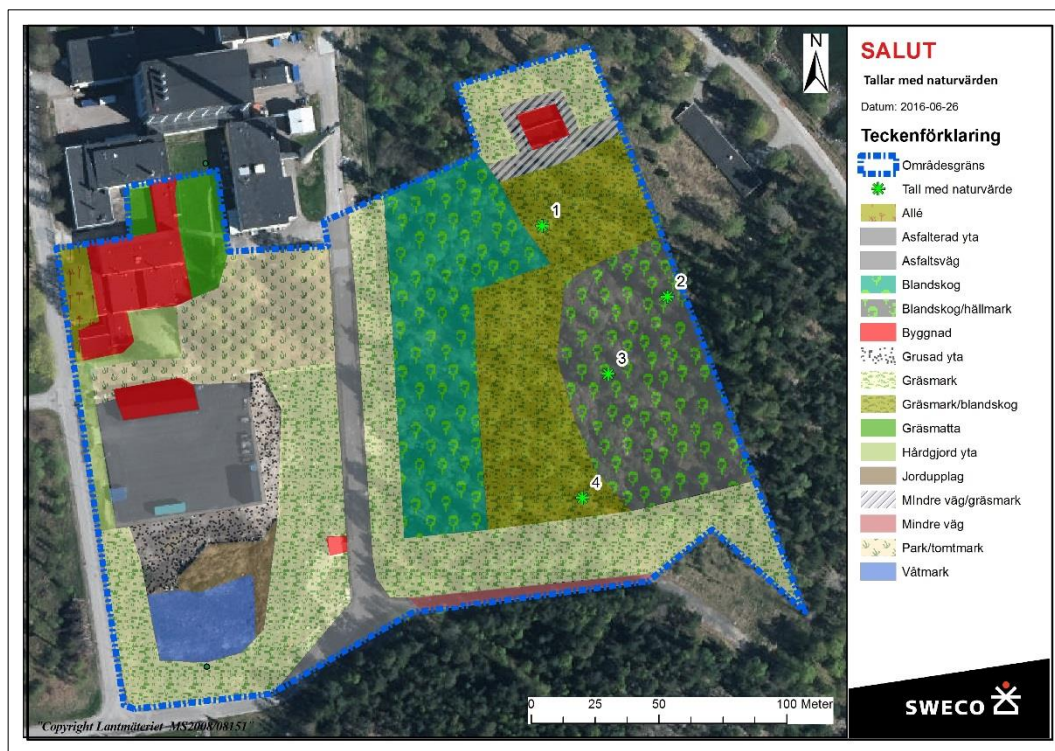 N
1
2
3
4
0 25 50 100 Meter
"Copyright Lantmäteriet MS2008/08151"
SALUT
Tallar med naturvärden
Datum: 2016-06-26
Teckenförklaring
Områdesgräns
Tall med naturvärde
Allé
Asfalterad yta
Asfaltsväg
Blandskog
Blandskog/hällmark
Byggnad
Grusad yta
Gräsmark
Gräsmark/blandskog
Gräsmatta
Hårdgjord yta
Jordupplag
MIndre väg/gräsmark
Mindre väg
Park/tomtmark
Våtmark
SWECO